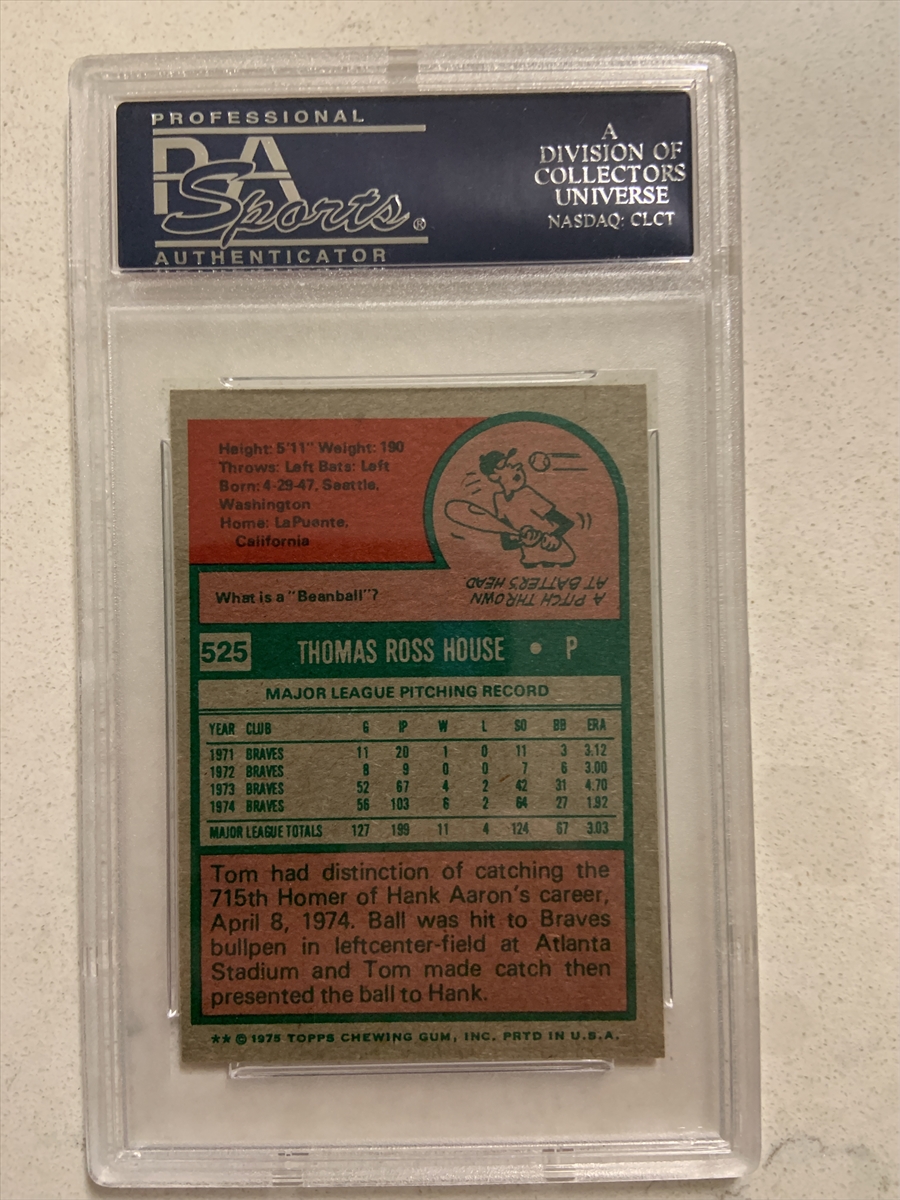 PROFESSIONAL
PSA
Sports®
AUTHENTICATOR
A
DIVISION OF
COLLECTORS
UNIVERSE
NASDAQ: CLCT
Height: 5'11" Weight: 190
Throws: Left Bats: Left
Born: 4-29-47, Seattle,
Washington
Home: LaPuente,
California
What is a "Beanball"?
A PITCH THROWN
AT BATTER'S HEAD
525 THOMAS ROSS HOUSE • P
MAJOR LEAGUE PITCHING RECORD
YEAR CLUB G IP W L SO BB ERA
1971 BRAVES 11 20 1 0 11 3 3.12
1972 BRAVES 8 9 0 0 7 6 3.00
1973 BRAVES 52 67 4 2 42 31 4.70
1974 BRAVES 56 103 6 2 64 27 1.92
MAJOR LEAGUE TOTALS 127 199 11 4 124 67 3.03
Tom had distinction of catching the
715th Homer of Hank Aaron's career,
April 8, 1974. Ball was hit to Braves
bullpen in leftcenter-field at Atlanta
Stadium and Tom made catch then
presented the ball to Hank.
** © 1975 TOPPS CHEWING GUM, INC. PRTD IN U.S.A.